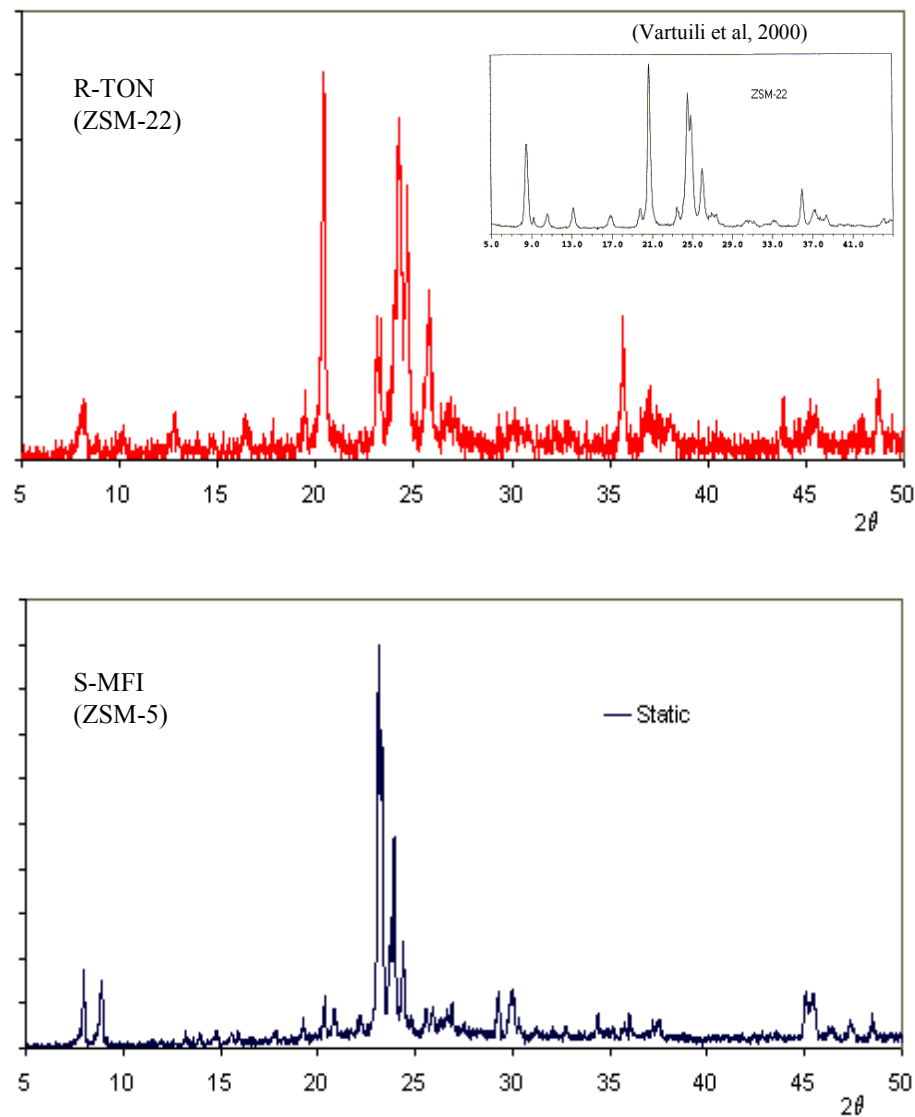 (Vartuili et al, 2000)
R-TON
(ZSM-22)
ZSM-22
5.0 9.0 13.0 17.0 21.0 25.0 29.0 33.0 37.0 41.0
5 10 15 20 25 30 35 40 45 50
2θ
S-MFI
(ZSM-5)
Static
5 10 15 20 25 30 35 40 45 50
2θ